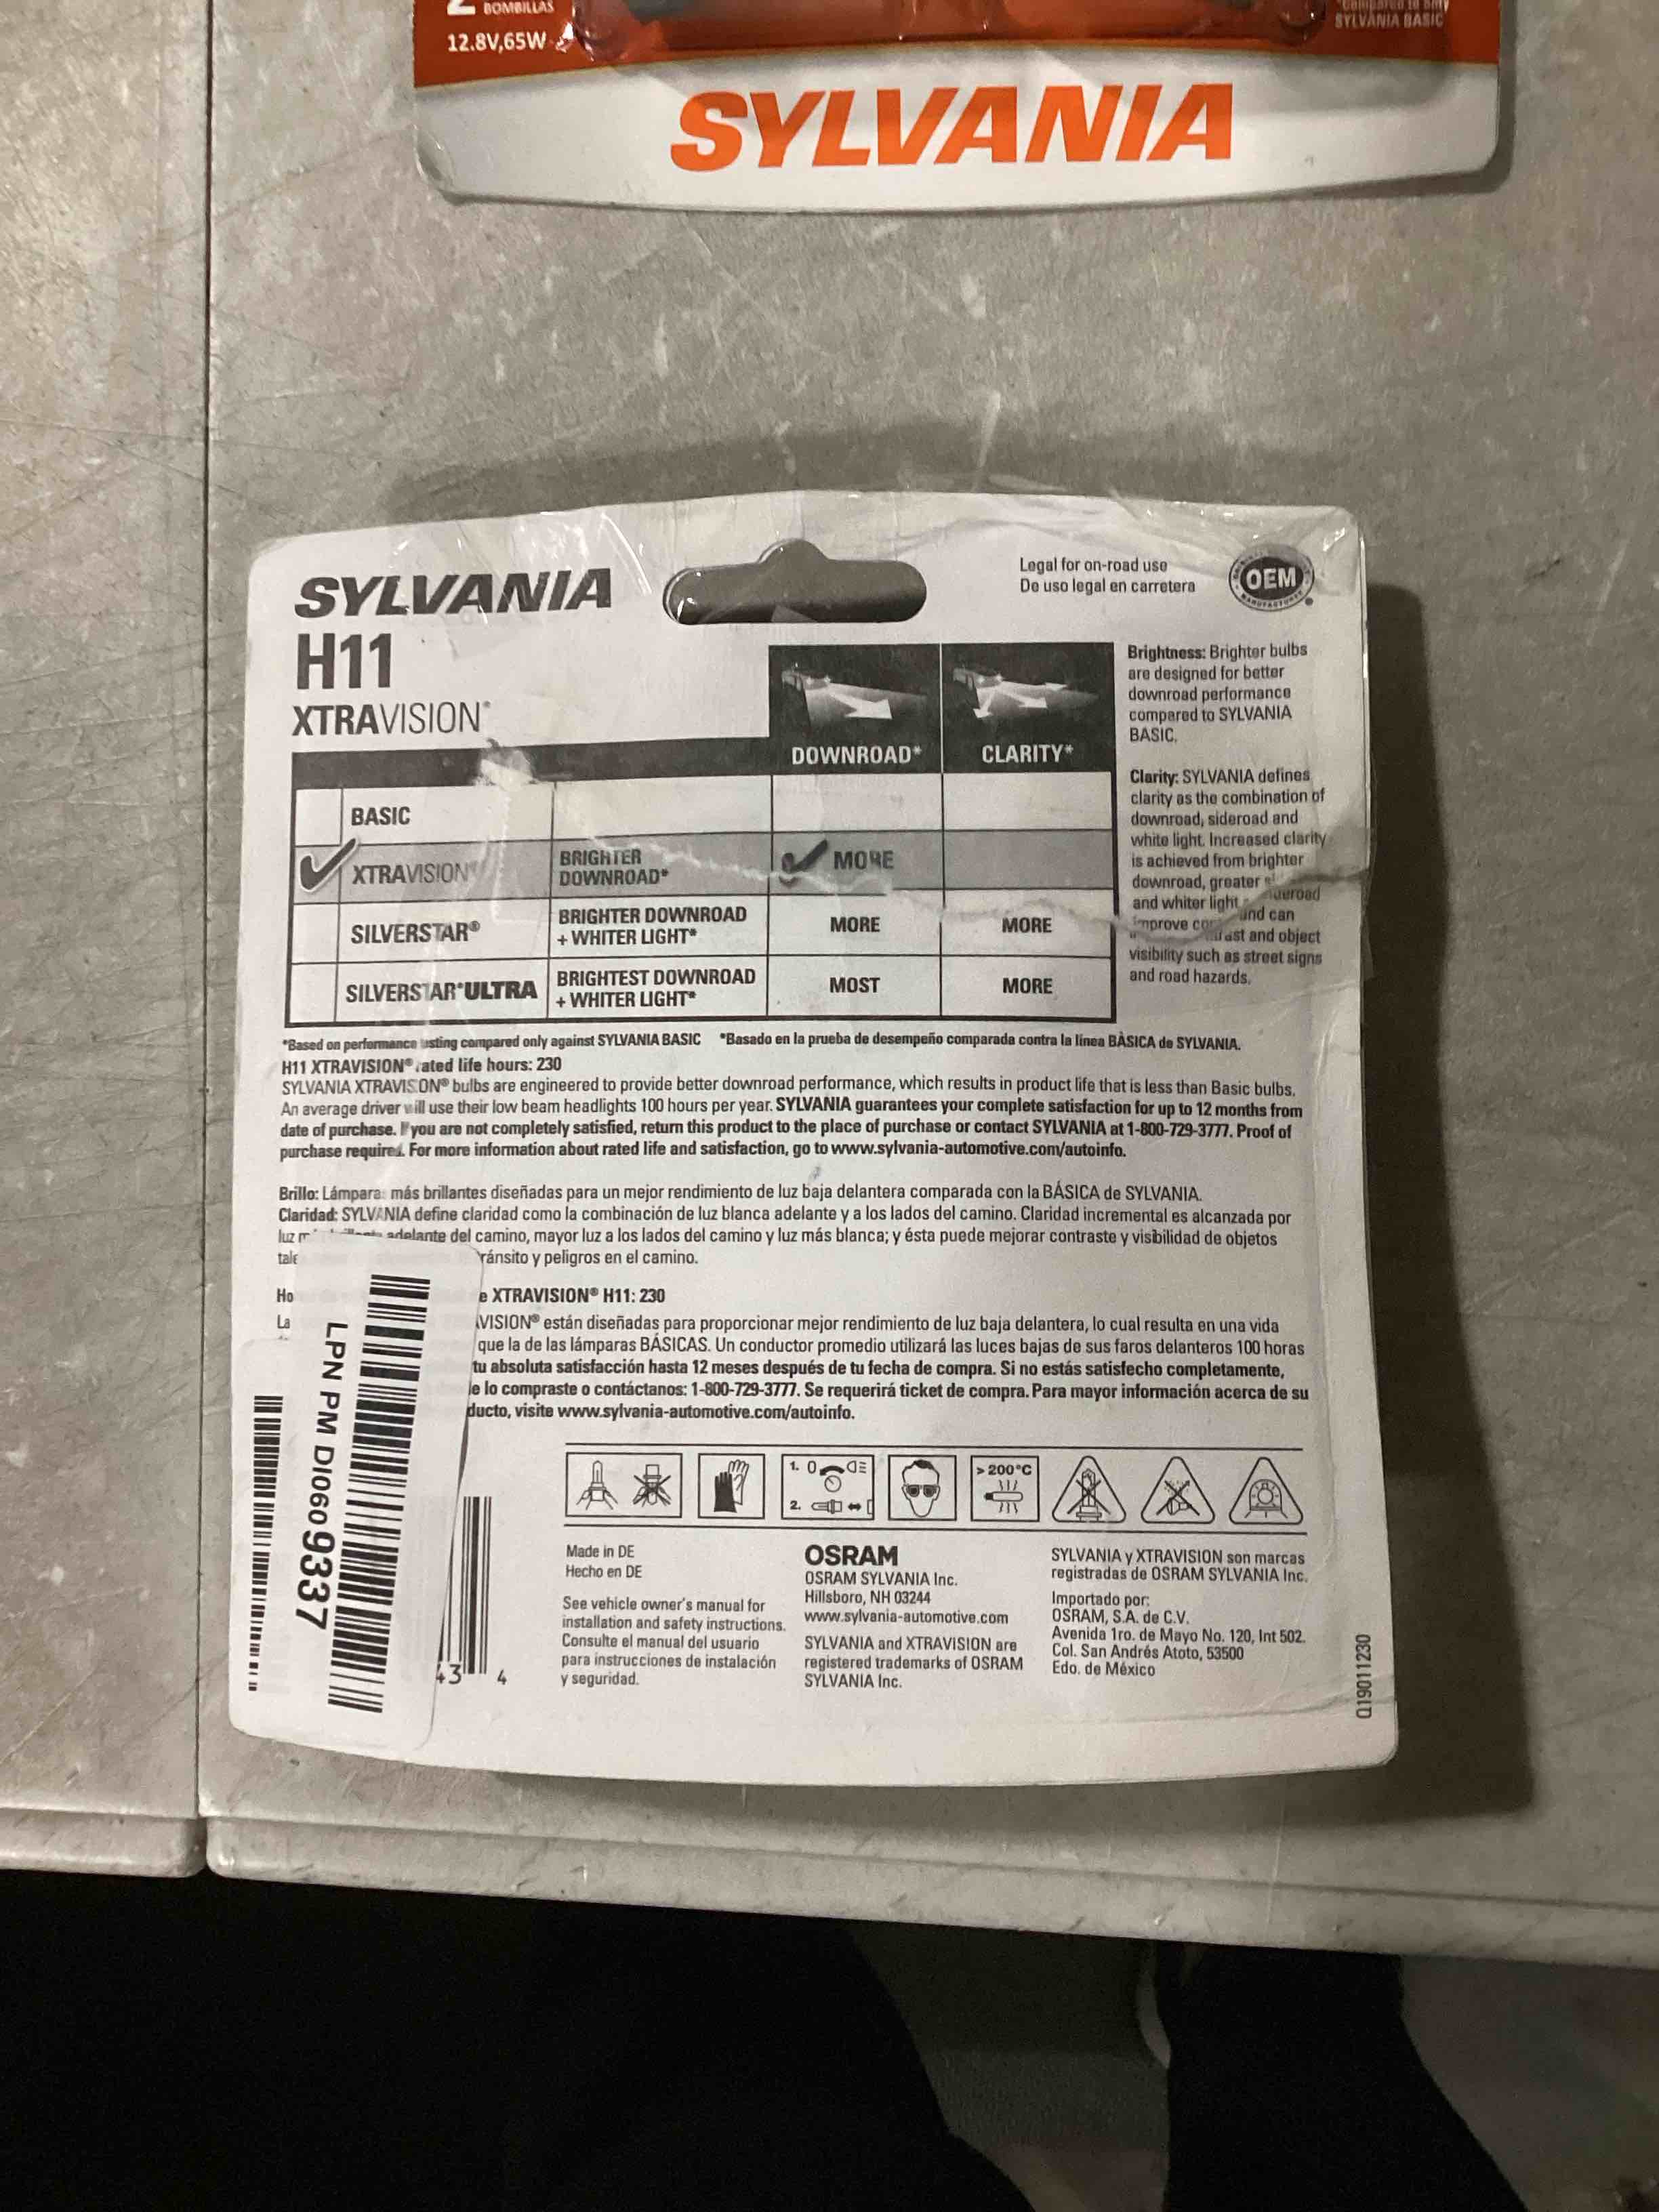 BOMBILLAS
12.8V,65W
SYLVANIA BASIC
SYLVANIA
SYLVANIA
H11
XTRAVISION®
Legal for on-road use
De uso legal en carretera
OEM
DOWNROAD* CLARITY*
BASIC
XTRAVISION BRIGHTER DOWNROAD* MORE
SILVERSTAR® BRIGHTER DOWNROAD + WHITER LIGHT* MORE MORE
SILVERSTAR® ULTRA BRIGHTEST DOWNROAD + WHITER LIGHT* MOST MORE
Brightness: Brighter bulbs
are designed for better
downroad performance
compared to SYLVANIA
BASIC.
Clarity: SYLVANIA defines
clarity as the combination of
downroad, sideroad and
white light. Increased clarity
is achieved from brighter
downroad, greater
and whiter light and can
improve and object
visibility such as street signs
and road hazards.
*Based on performance testing compared only against SYLVANIA BASIC *Basado en la prueba de desempeño comparada contra la línea BÀSICA de SYLVANIA.
H11 XTRAVISION® rated life hours: 230
SYLVANIA XTRAVISION® bulbs are engineered to provide better downroad performance, which results in product life that is less than Basic bulbs.
An average driver will use their low beam headlights 100 hours per year. SYLVANIA guarantees your complete satisfaction for up to 12 months from
date of purchase. If you are not completely satisfied, return this product to the place of purchase or contact SYLVANIA at 1-800-729-3777. Proof of
purchase required. For more information about rated life and satisfaction, go to www.sylvania-automotive.com/autoinfo.
Brillo: Lámparas más brillantes diseñadas para un mejor rendimiento de luz baja delantera comparada con la BÁSICA de SYLVANIA.
Claridad: SYLVANIA define claridad como la combinación de luz blanca adelante y a los lados del camino. Claridad incremental es alcanzada por
luz adelante del camino, mayor luz a los lados del camino y luz más blanca; y ésta puede mejorar contraste y visibilidad de objetos
tránsito y peligros en el camino.
Ho e XTRAVISION® H11: 230
La VISION® están diseñadas para proporcionar mejor rendimiento de luz baja delantera, lo cual resulta en una vida
que la de las lámparas BÁSICAS. Un conductor promedio utilizará las luces bajas de sus faros delanteros 100 horas
tu absoluta satisfacción hasta 12 meses después de tu fecha de compra. Si no estás satisfecho completamente,
e lo compraste o contáctanos: 1-800-729-3777. Se requerirá ticket de compra. Para mayor información acerca de su
ducto, visite www.sylvania-automotive.com/autoinfo.
LPN PM DI0609337
43 4
1. 0
2.
> 200°C
Made in DE
Hecho en DE
See vehicle owner's manual for
installation and safety instructions.
Consulte el manual del usuario
para instrucciones de instalación
y seguridad.
OSRAM
OSRAM SYLVANIA Inc.
Hillsboro, NH 03244
www.sylvania-automotive.com
SYLVANIA and XTRAVISION are
registered trademarks of OSRAM
SYLVANIA Inc.
SYLVANIA y XTRAVISION son marcas
registradas de OSRAM SYLVANIA Inc.
Importado por:
OSRAM, S.A. de C.V.
Avenida 1ro. de Mayo No. 120, Int 502.
Col. San Andrés Atoto, 53500
Edo. de México
Q19011230